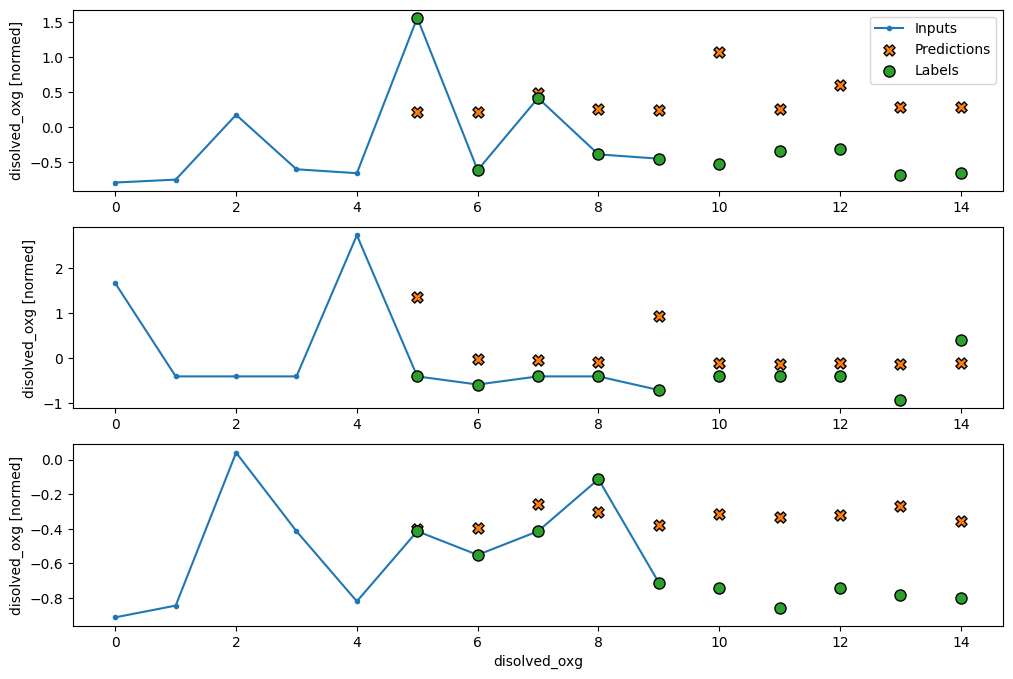 disolved_oxg [normed]
1.5
1.0
0.5
0.0
−0.5
Inputs
Predictions
Labels
0 2 4 6 8 10 12 14
disolved_oxg [normed]
2
1
0
−1
0 2 4 6 8 10 12 14
disolved_oxg [normed]
0.0
−0.2
−0.4
−0.6
−0.8
0 2 4 6 8 10 12 14
disolved_oxg